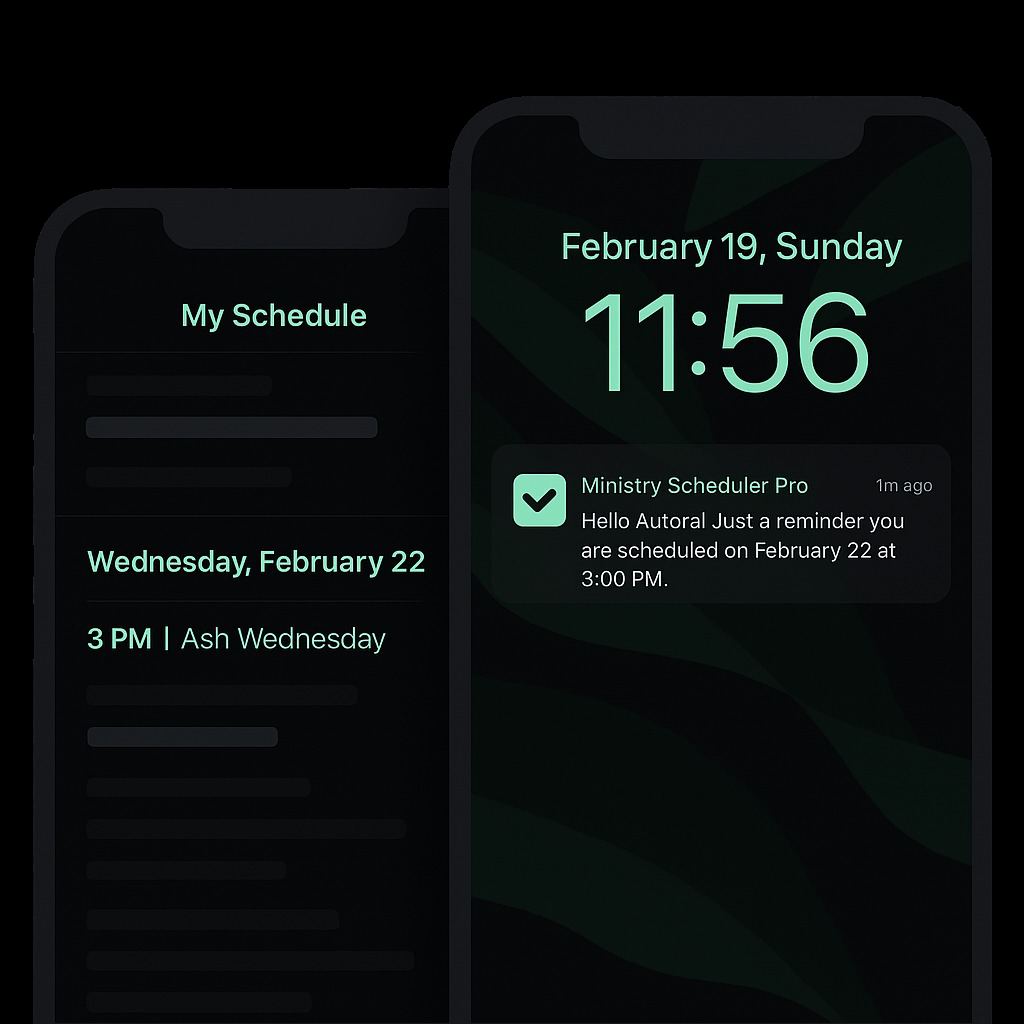 My Schedule
Wednesday, February 22
3 PM | Ash Wednesday
February 19, Sunday
11:56
Ministry Scheduler Pro 1m ago
Hello Autoral Just a reminder you
are scheduled on February 22 at
3:00 PM.